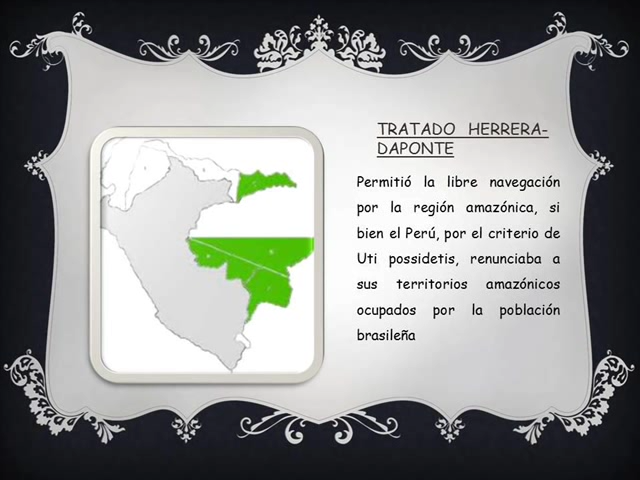 TRATADO HERRERA-
DAPONTE
Permitió la libre navegación
por la región amazónica, si
bien el Perú, por el criterio de
Uti possidetis, renunciaba a
sus territorios amazónicos
ocupados por la población
brasileña